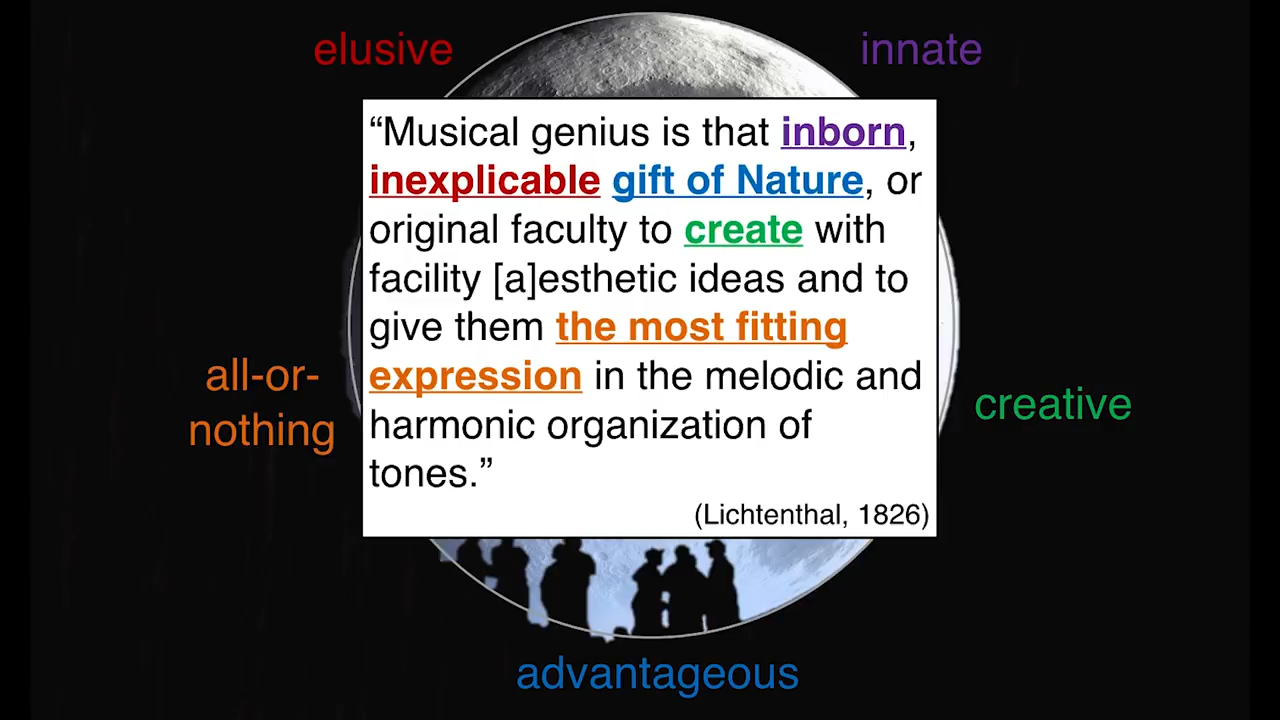 elusive
innate
“Musical genius is that inborn,
inexplicable gift of Nature, or
original faculty to create with
facility [a]esthetic ideas and to
give them the most fitting
expression in the melodic and
harmonic organization of
tones.”
(Lichtenthal, 1826)
all-or-
nothing
creative
advantageous